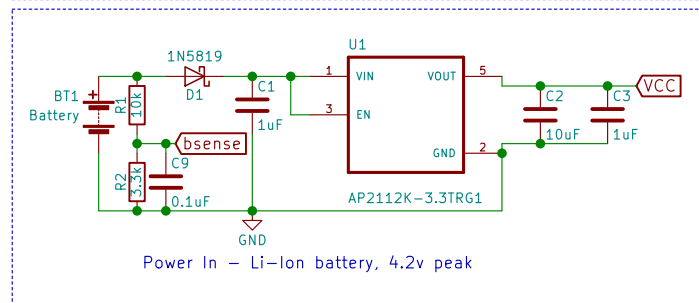 U1
1N5819
D1
BT1
+
Battery
R1
10k
C1
1uF
1
VIN
3
EN
VOUT
5
GND
2
AP2112K-3.3TRG1
C2
10uF
C3
1uF
VCC
bsense
R2
3.3k
C9
0.1uF
GND
Power In - Li-Ion battery, 4.2v peak